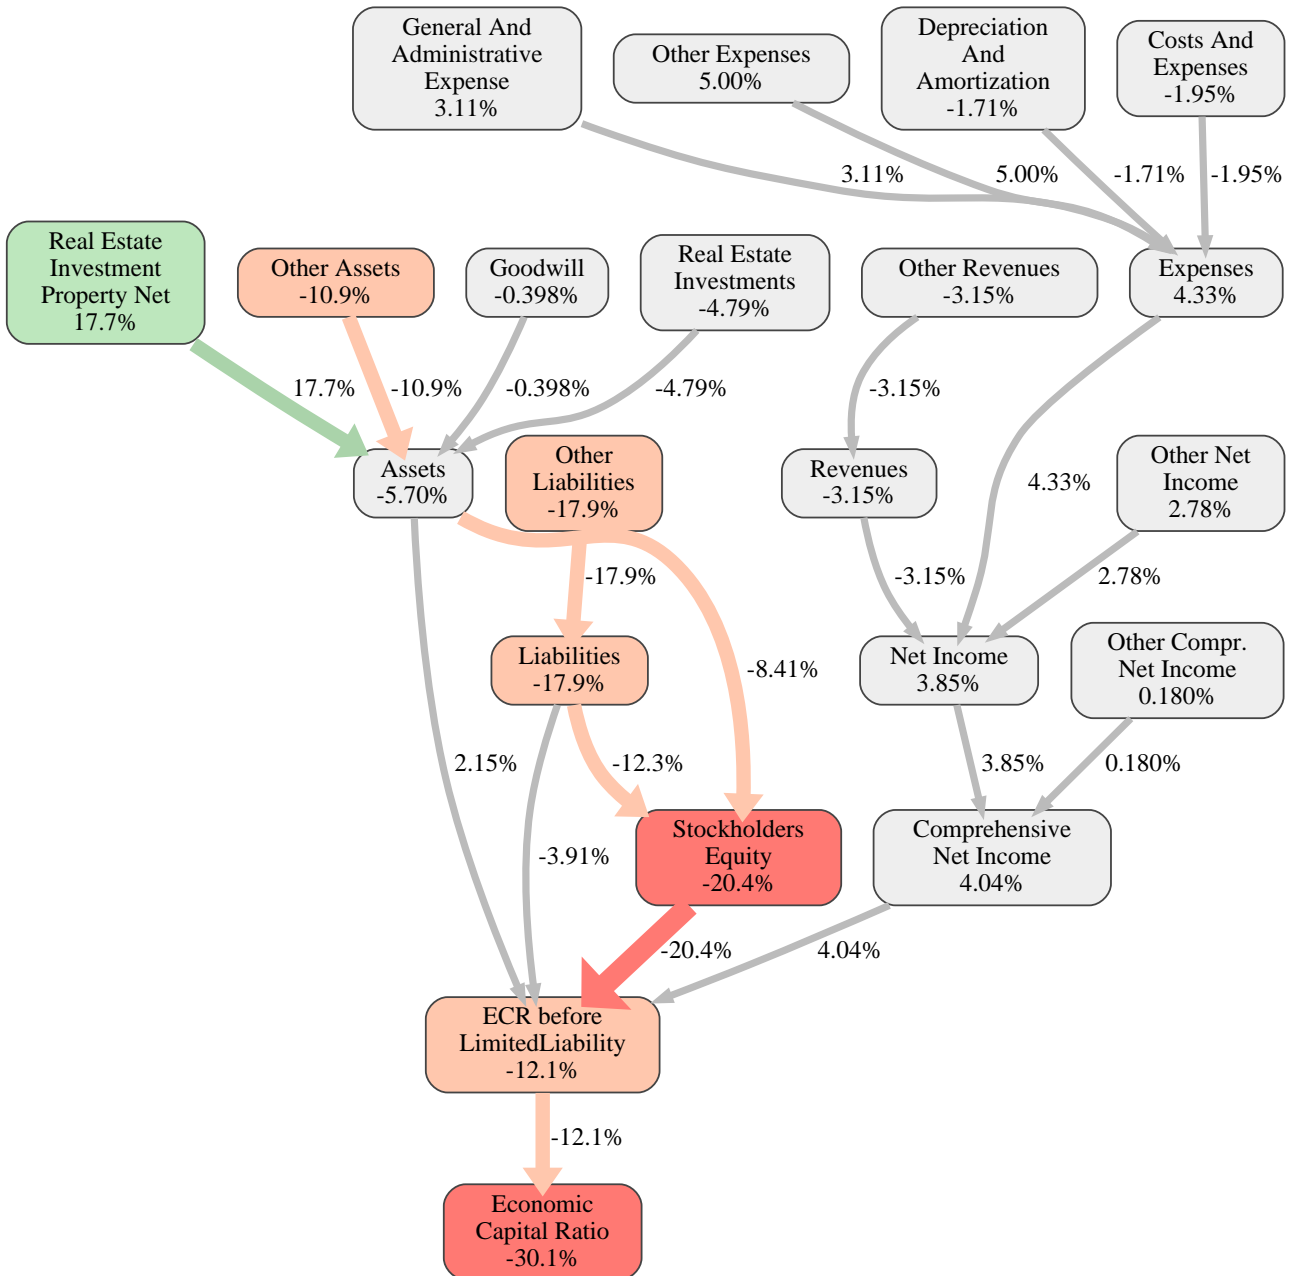 General And
Administrative
Expense
3.11%
Other Expenses
5.00%
Depreciation
And
Amortization
-1.71%
Costs And
Expenses
-1.95%
3.11%
5.00%
-1.71%
-1.95%
Real Estate
Investment
Property Net
17.7%
Other Assets
-10.9%
Goodwill
-0.398%
Real Estate
Investments
-4.79%
Other Revenues
-3.15%
Expenses
4.33%
17.7%
-10.9%
-0.398%
-4.79%
-3.15%
4.33%
Assets
-5.70%
Other
Liabilities
-17.9%
Revenues
-3.15%
Other Net
Income
2.78%
-17.9%
-3.15%
2.78%
Liabilities
-17.9%
-8.41%
Net Income
3.85%
Other Compr.
Net Income
0.180%
2.15%
-12.3%
3.85%
0.180%
-3.91%
Stockholders
Equity
-20.4%
Comprehensive
Net Income
4.04%
-20.4%
4.04%
ECR before
LimitedLiability
-12.1%
-12.1%
Economic
Capital Ratio
-30.1%